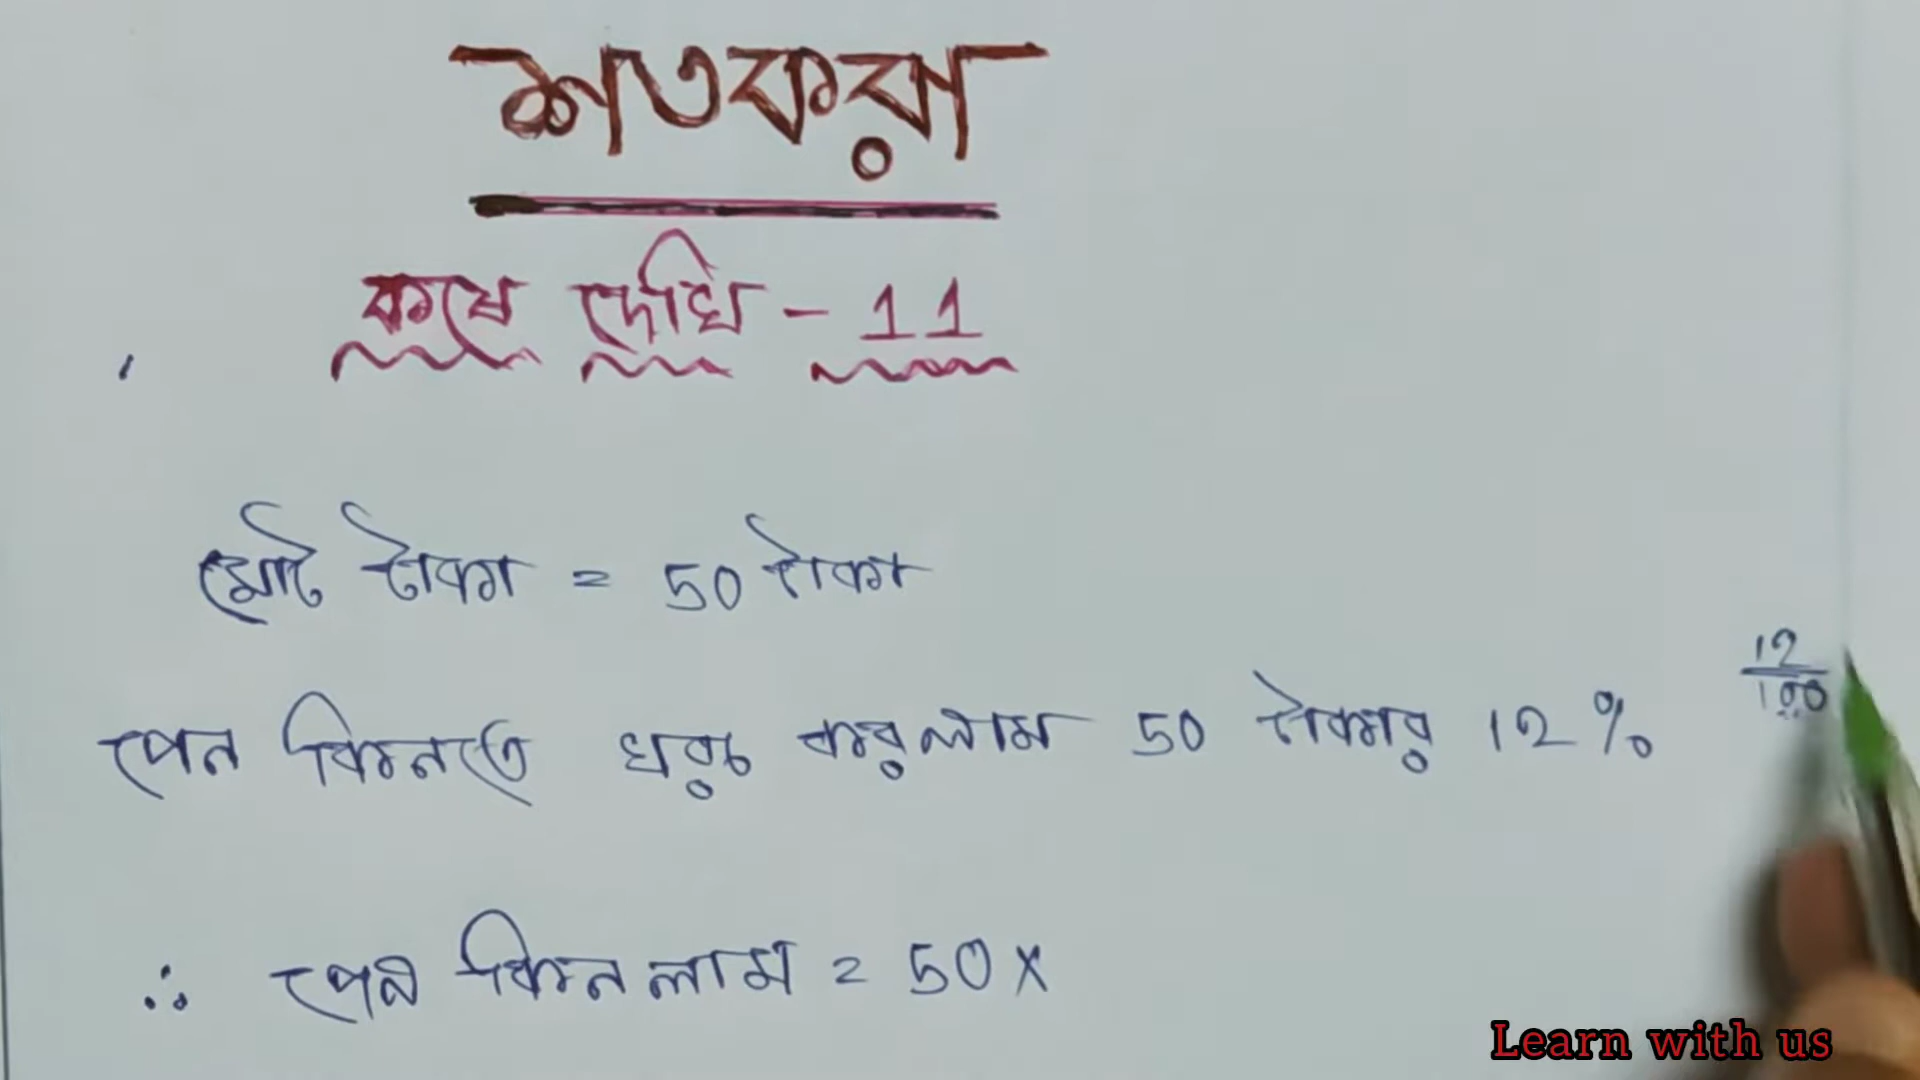 শতকরা
কষে দেখি - 11
মোট টাকা = 50 টাকা
পেন কিনতে খরচ করলাম 50 টাকার 12%
12
100
∴ পেন কিনলাম = 50 ×
Learn with us